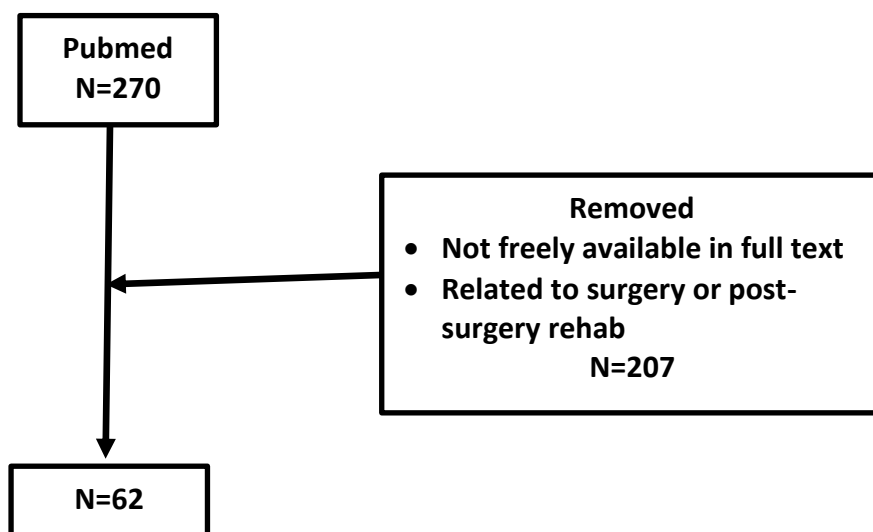 Pubmed
N=270
Removed
• Not freely available in full text
• Related to surgery or post-
surgery rehab
N=207
N=62